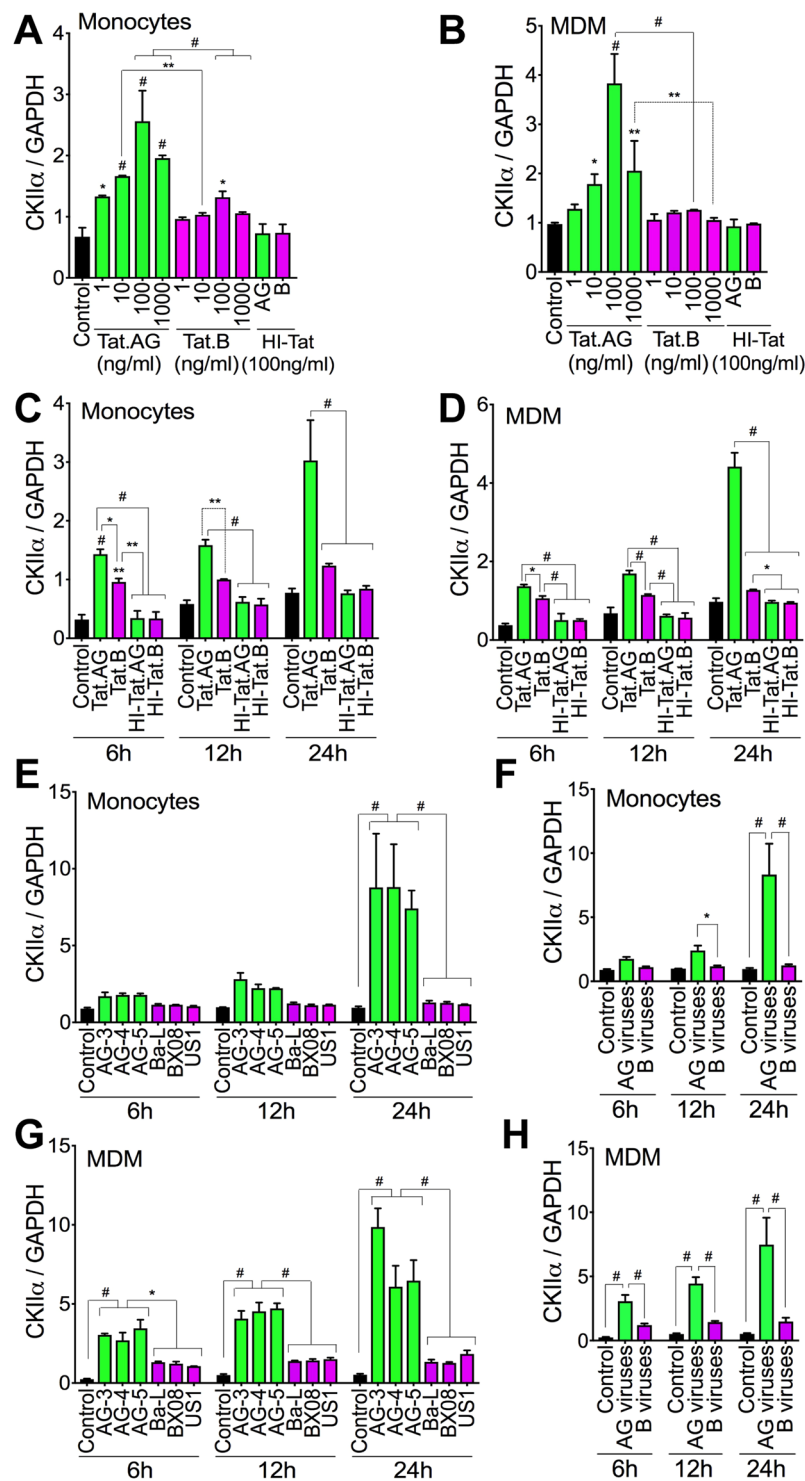 A Monocytes
CKIIα / GAPDH
4
3
2
1
0
#
**
*
#
#
#
*
Control
1
10
100
1000
1
10
100
1000
AG
B
Tat.AG
(ng/ml)
Tat.B
(ng/ml)
HI-Tat
(100ng/ml)
B MDM
CKIIα / GAPDH
5
4
3
2
1
0
#
#
**
*
**
Control
1
10
100
1000
1
10
100
1000
AG
B
Tat.AG
(ng/ml)
Tat.B
(ng/ml)
HI-Tat
(100ng/ml)
C Monocytes
CKIIα / GAPDH
4
3
2
1
0
#
*
**
#
**
**
#
#
Control
Tat.AG
Tat.B
HI-Tat.AG
HI-Tat.B
Control
Tat.AG
Tat.B
HI-Tat.AG
HI-Tat.B
Control
Tat.AG
Tat.B
HI-Tat.AG
HI-Tat.B
6h 12h 24h
D MDM
CKIIα / GAPDH
6
4
2
0
#
*
#
#
#
#
#
*
Control
Tat.AG
Tat.B
HI-Tat.AG
HI-Tat.B
Control
Tat.AG
Tat.B
HI-Tat.AG
HI-Tat.B
Control
Tat.AG
Tat.B
HI-Tat.AG
HI-Tat.B
6h 12h 24h
E Monocytes
CKIIα / GAPDH
15
10
5
0
# #
Control
AG-3
AG-4
AG-5
Ba-L
BX08
US1
Control
AG-3
AG-4
AG-5
Ba-L
BX08
US1
Control
AG-3
AG-4
AG-5
Ba-L
BX08
US1
6h 12h 24h
F Monocytes
CKIIα / GAPDH
15
10
5
0
*
# #
Control
AG viruses
B viruses
Control
AG viruses
B viruses
Control
AG viruses
B viruses
6h 12h 24h
G MDM
CKIIα / GAPDH
15
10
5
0
# *
# #
# #
Control
AG-3
AG-4
AG-5
Ba-L
BX08
US1
Control
AG-3
AG-4
AG-5
Ba-L
BX08
US1
Control
AG-3
AG-4
AG-5
Ba-L
BX08
US1
6h 12h 24h
H MDM
CKIIα / GAPDH
15
10
5
0
# #
# #
# #
Control
AG viruses
B viruses
Control
AG viruses
B viruses
Control
AG viruses
B viruses
6h 12h 24h